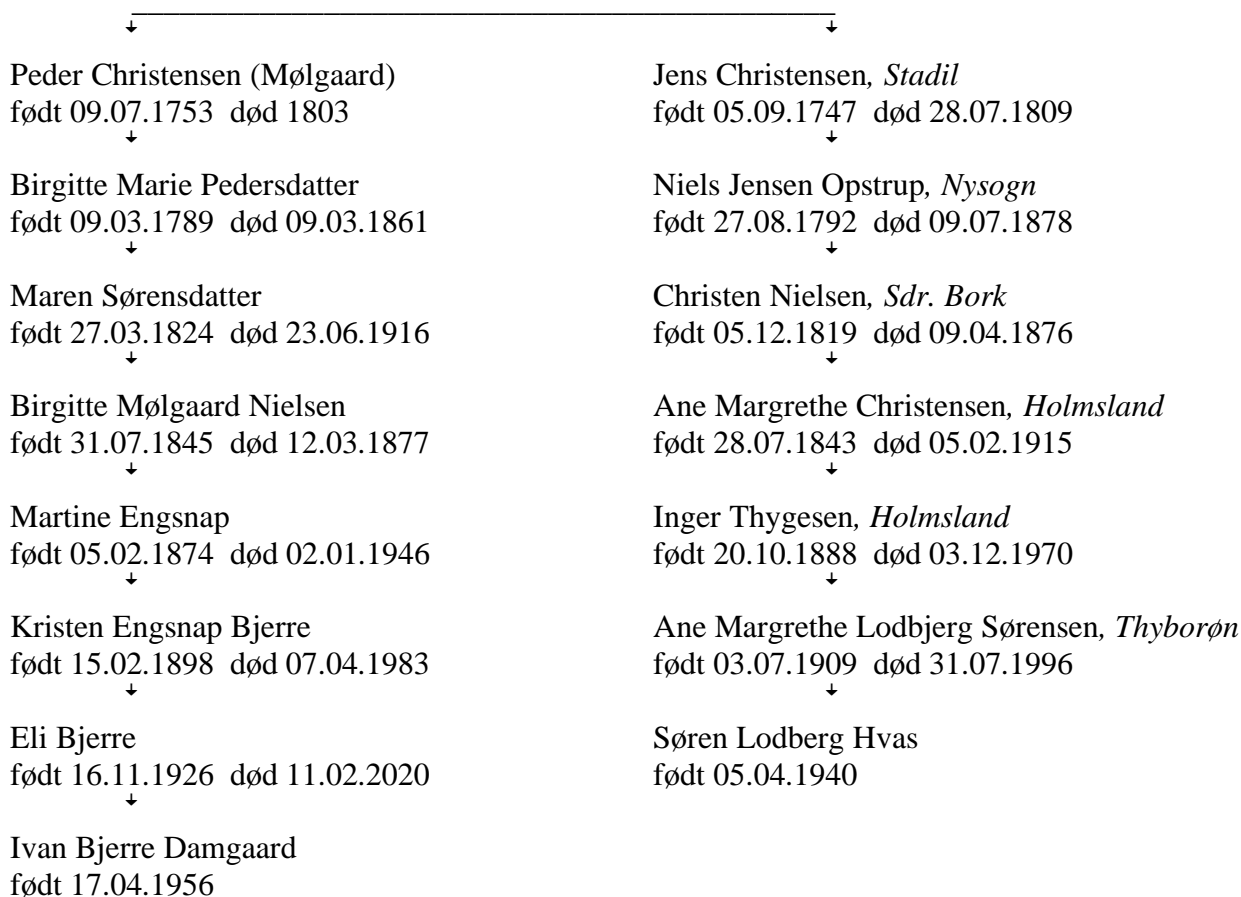 Peder Christensen (Mølgaard)
født 09.07.1753 død 1803
Birgitte Marie Pedersdatter
født 09.03.1789 død 09.03.1861
Maren Sørensdatter
født 27.03.1824 død 23.06.1916
Birgitte Mølgaard Nielsen
født 31.07.1845 død 12.03.1877
Martine Engsnap
født 05.02.1874 død 02.01.1946
Kristen Engsnap Bjerre
født 15.02.1898 død 07.04.1983
Eli Bjerre
født 16.11.1926 død 11.02.2020
Ivan Bjerre Damgaard
født 17.04.1956
Jens Christensen, Stadil
født 05.09.1747 død 28.07.1809
Niels Jensen Opstrup, Nysogn
født 27.08.1792 død 09.07.1878
Christen Nielsen, Sdr. Bork
født 05.12.1819 død 09.04.1876
Ane Margrethe Christensen, Holmsland
født 28.07.1843 død 05.02.1915
Inger Thygesen, Holmsland
født 20.10.1888 død 03.12.1970
Ane Margrethe Lodbjerg Sørensen, Thyborøn
født 03.07.1909 død 31.07.1996
Søren Lodberg Hvas
født 05.04.1940